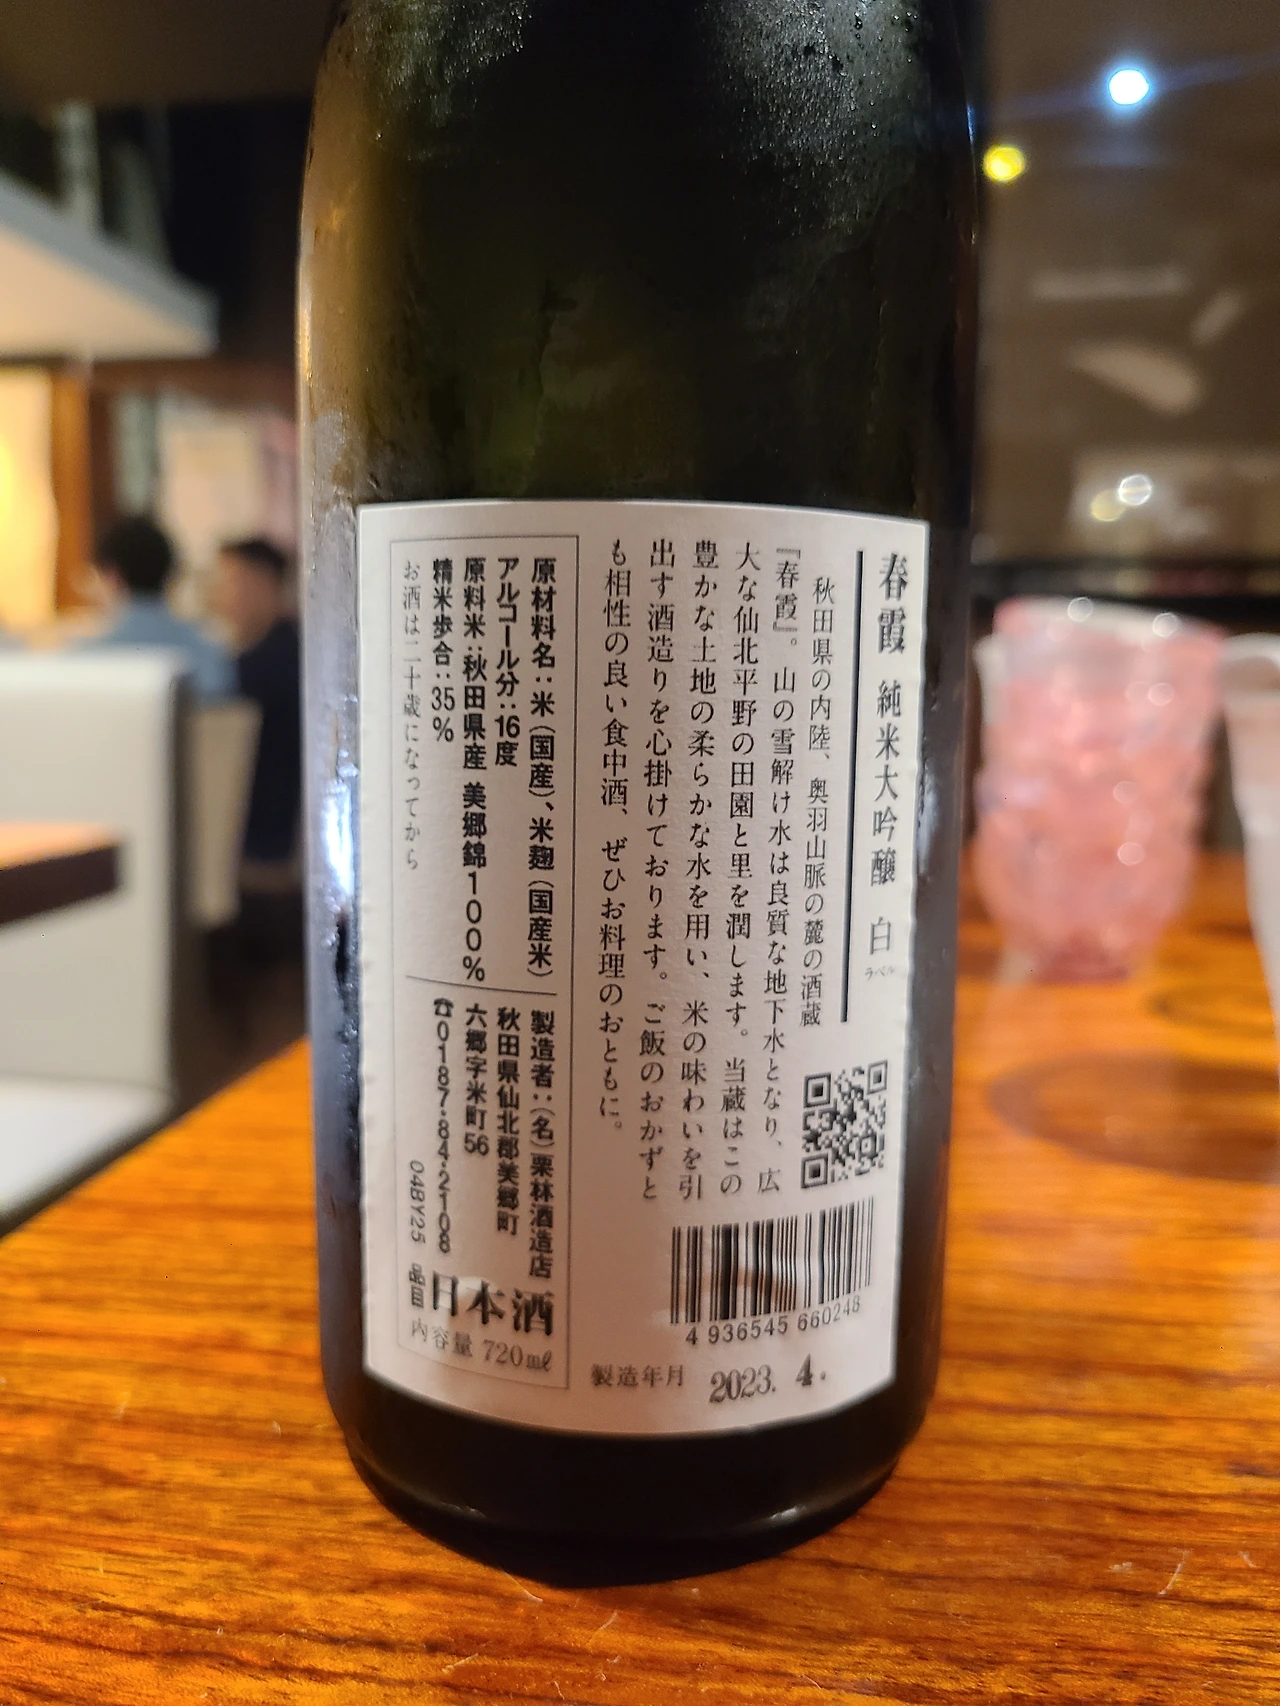 春霞 純米大吟醸 白
ラベル
秋田県の内陸、奥羽山脈の麓の酒蔵
『春霞』。山の雪解け水は良質な地下水となり、広
大な仙北平野の田園と里を潤します。当蔵はこの
豊かな土地の柔らかな水を用い、米の味わいを引
出す酒造りを心掛けております。ご飯のおかずと
も相性の良い食中酒、ぜひお料理のおともに。
4 936545 660248
製造年月 2023. 4.
原材料名:米(国産)、米麹(国産米)
アルコール分:16度
原料米:秋田県産 美郷錦100%
精米歩合:35%
お酒は二十歳になってから
製造者:(名)栗林酒造店
秋田県仙北郡美郷町
六郷字米町56
☎0187-84-2108
04BY25
品目 日本酒
内容量 720㎖